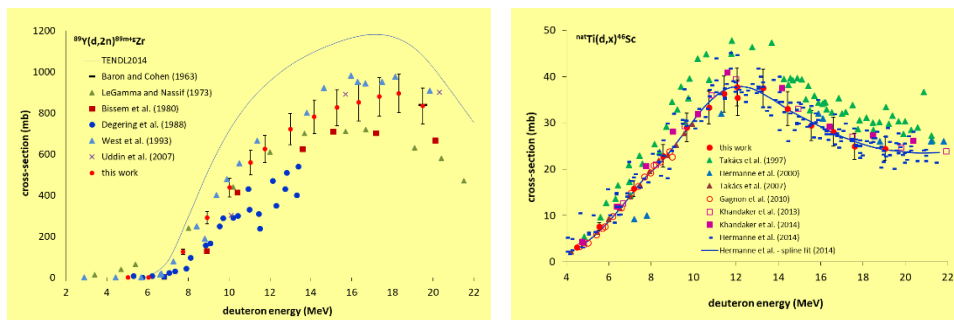 ⁸⁹Y(d,2n)⁸⁹ᵐ⁺ᵍZr
TENDL2014
Baron and Cohen (1963)
LeGamma and Nassif (1973)
Bissem et al. (1980)
Degering et al. (1988)
West et al. (1993)
Uddin et al. (2007)
this work
cross-section (mb)
1200
1000
800
600
400
200
0
2 4 6 8 10 12 14 16 18 20 22
deuteron energy (MeV)
ⁿᵃᵗTi(d,x)⁴⁶Sc
cross-section (mb)
50
40
30
20
10
0
this work
Takács et al. (1997)
Hermanne et al. (2000)
Takács et al. (2007)
Gagnon et al. (2010)
Khandaker et al. (2013)
Khandaker et al. (2014)
Hermanne et al. (2014)
Hermanne et al. - spline fit (2014)
4 6 8 10 12 14 16 18 20 22
deuteron energy (MeV)